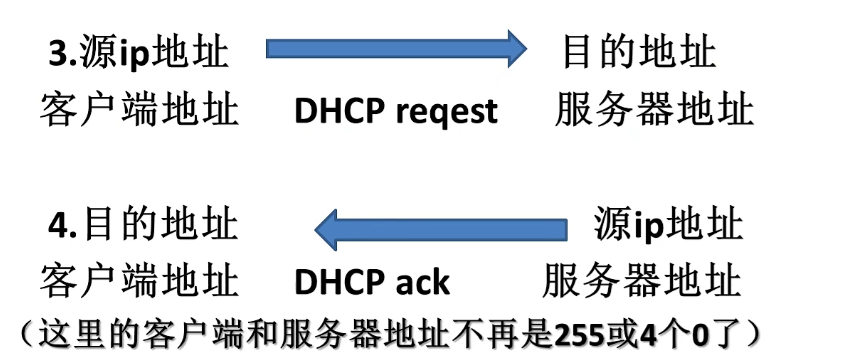 3.源ip地址 目的地址
客户端地址 DHCP reqest 服务器地址
4.目的地址 源ip地址
客户端地址 DHCP ack 服务器地址
（这里的客户端和服务器地址不再是255或4个0了）